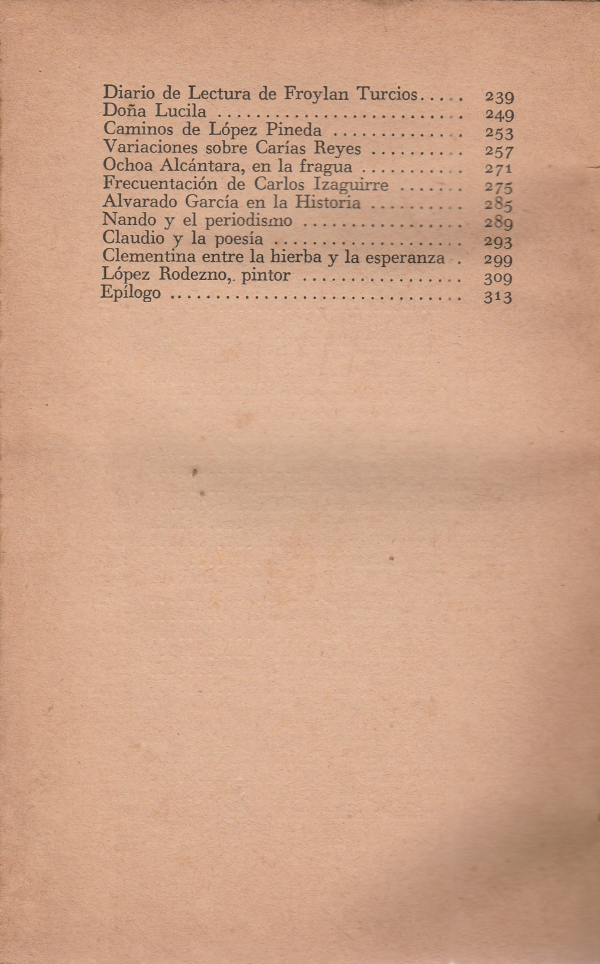 Diario de Lectura de Froylan Turcios..... 239
Doña Lucila ........................... 249
Caminos de López Pineda .............. 253
Variaciones sobre Carías Reyes .......... 257
Ochoa Alcántara, en la fragua ............ 271
Frecuentación de Carlos Izaguirre ....... 275
Alvarado García en la Historia .......... 285
Nando y el periodismo .................. 289
Claudio y la poesía ..................... 293
Clementina entre la hierba y la esperanza . 299
López Rodezno,. pintor .................. 309
Epílogo ................................ 313